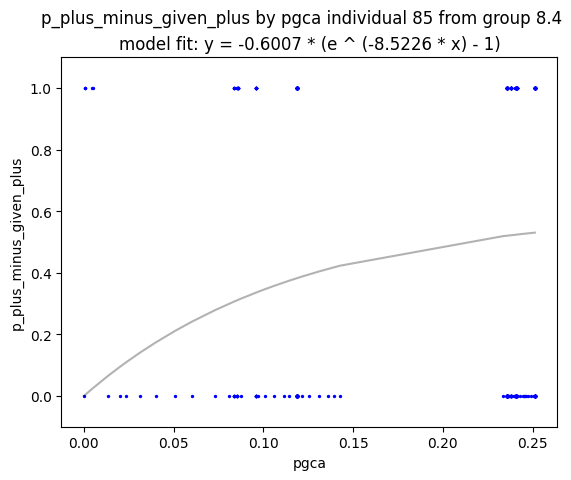 p_plus_minus_given_plus by pgca individual 85 from group 8.4
model fit: y = -0.6007 * (e ^ (-8.5226 * x) - 1)
1.0
0.8
0.6
0.4
0.2
0.0
p_plus_minus_given_plus
0.00 0.05 0.10 0.15 0.20 0.25
pgca